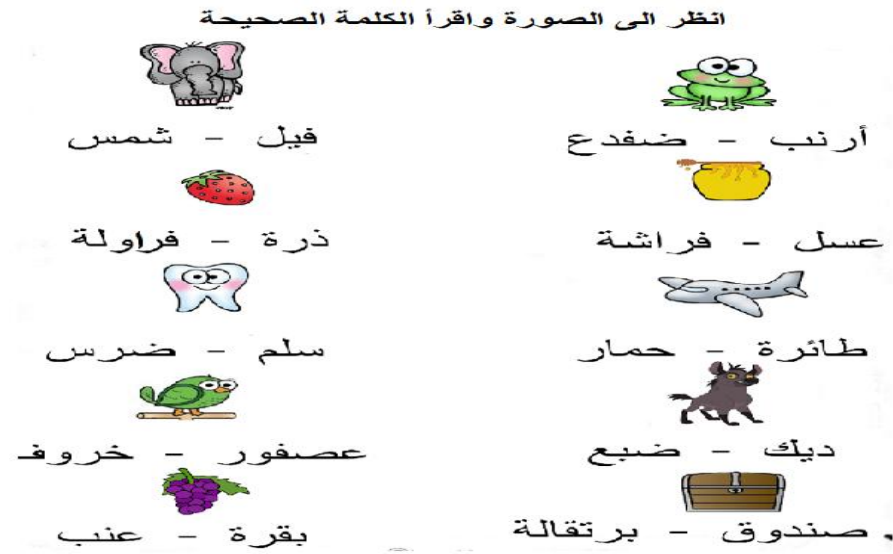 انظر الى الصورة واقرأ الكلمة الصحيحة
أرنب - ضفدع
فيل - شمس
عسل - فراشة
ذرة - فراولة
طائرة - حمار
سلم - ضرس
ديك - ضبع
عصفور - خروف
صندوق - برتقالة
بقرة - عنب